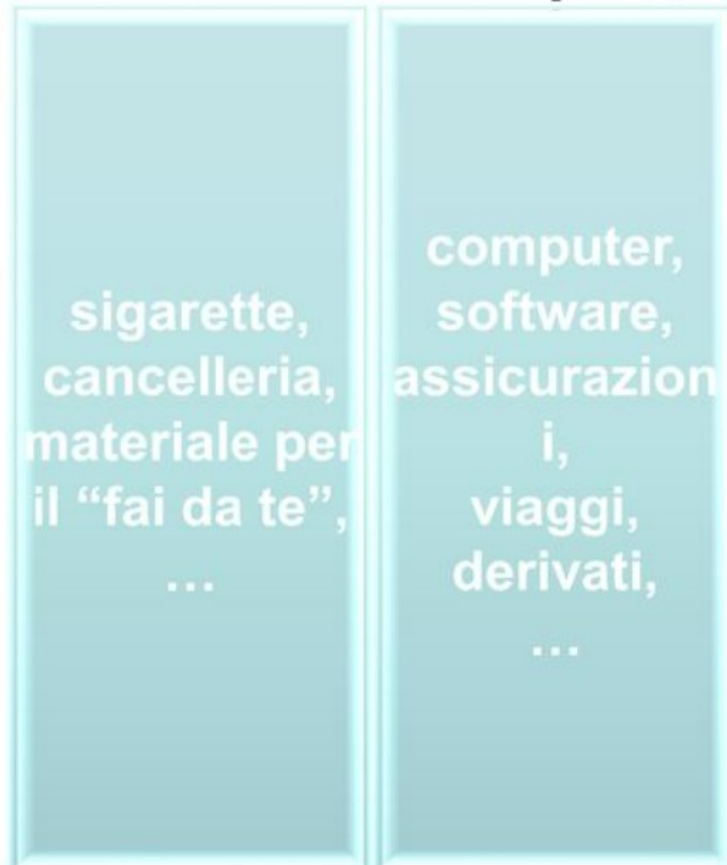 sigarette,
cancelleria,
materiale per
il “fai da te”,
...
computer,
software,
assicurazion
i,
viaggi,
derivati,
...